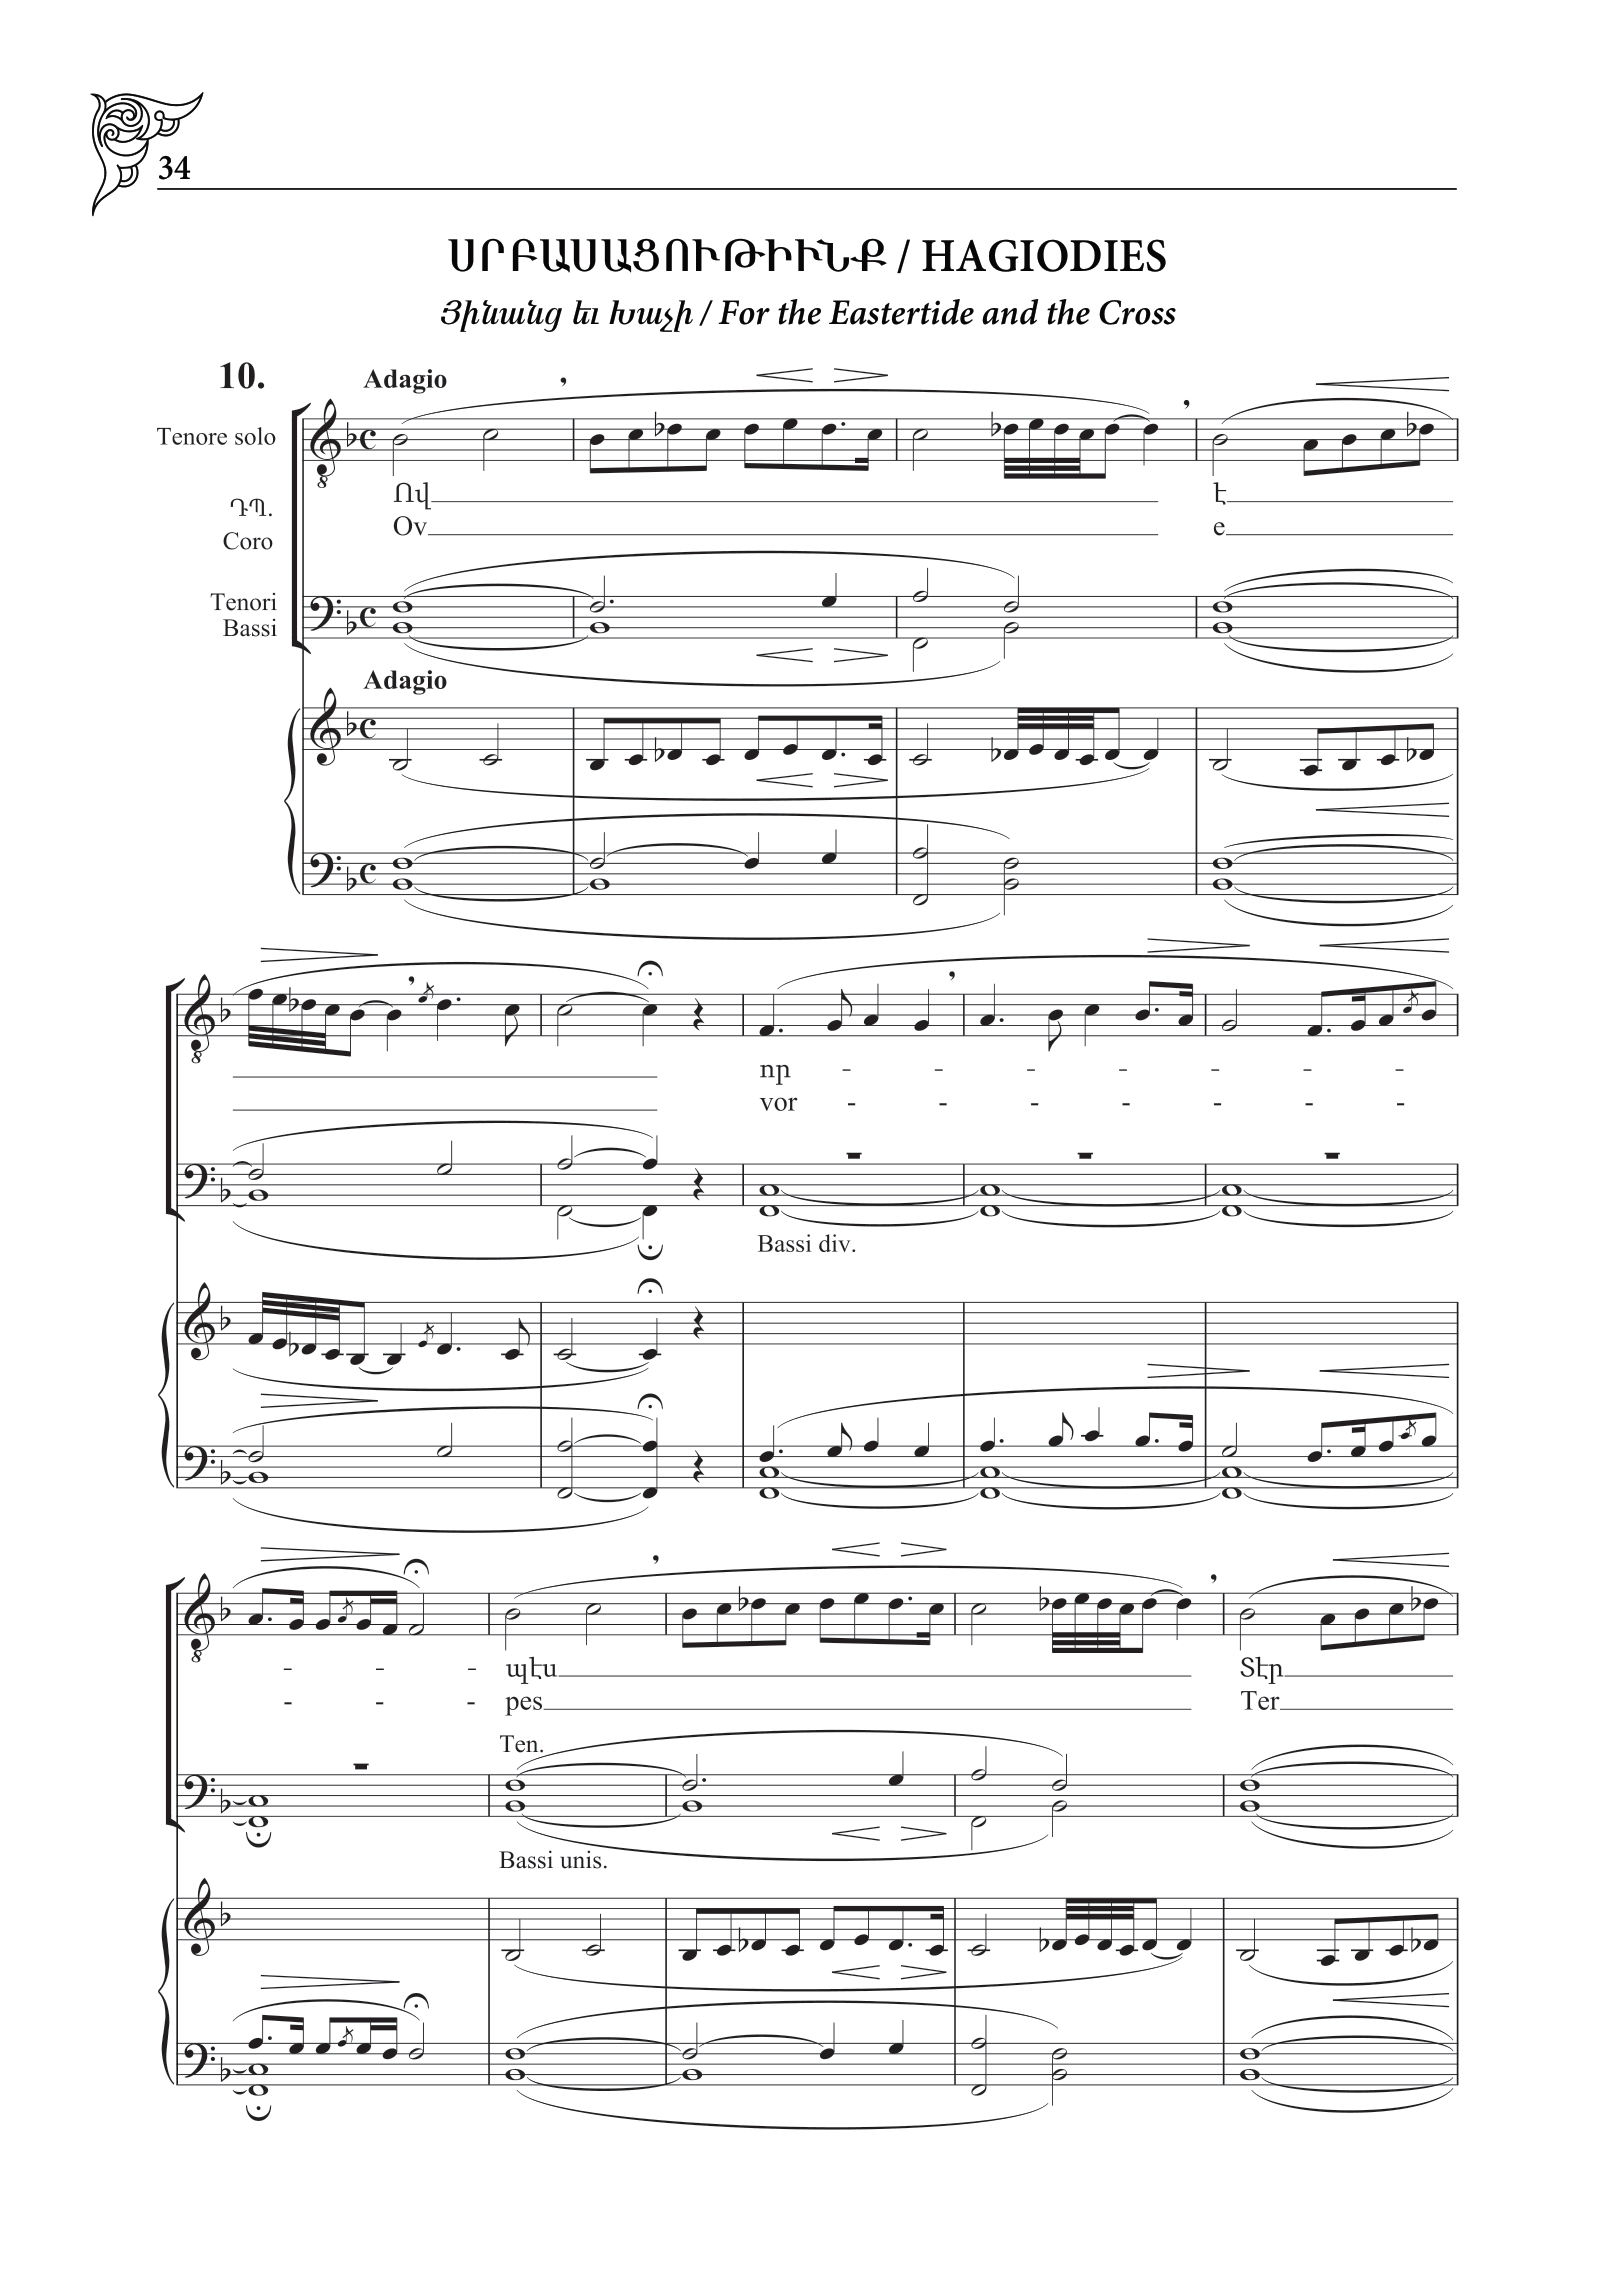 34
ՍՐԲԱՍԱՑՈՒԹԻՒՆՔ / HAGIODIES
Յինանց եւ Խաչի / For the Eastertide and the Cross
10.
Adagio
Tenore solo
Ով է
ԴՊ.
Ov e
Coro
Tenori
Bassi
Adagio
որ - - - - - - -
vor - - - - - - -
Bassi div.
- - - պէս Տէր
- - - pes Ter
Ten.
Bassi unis.